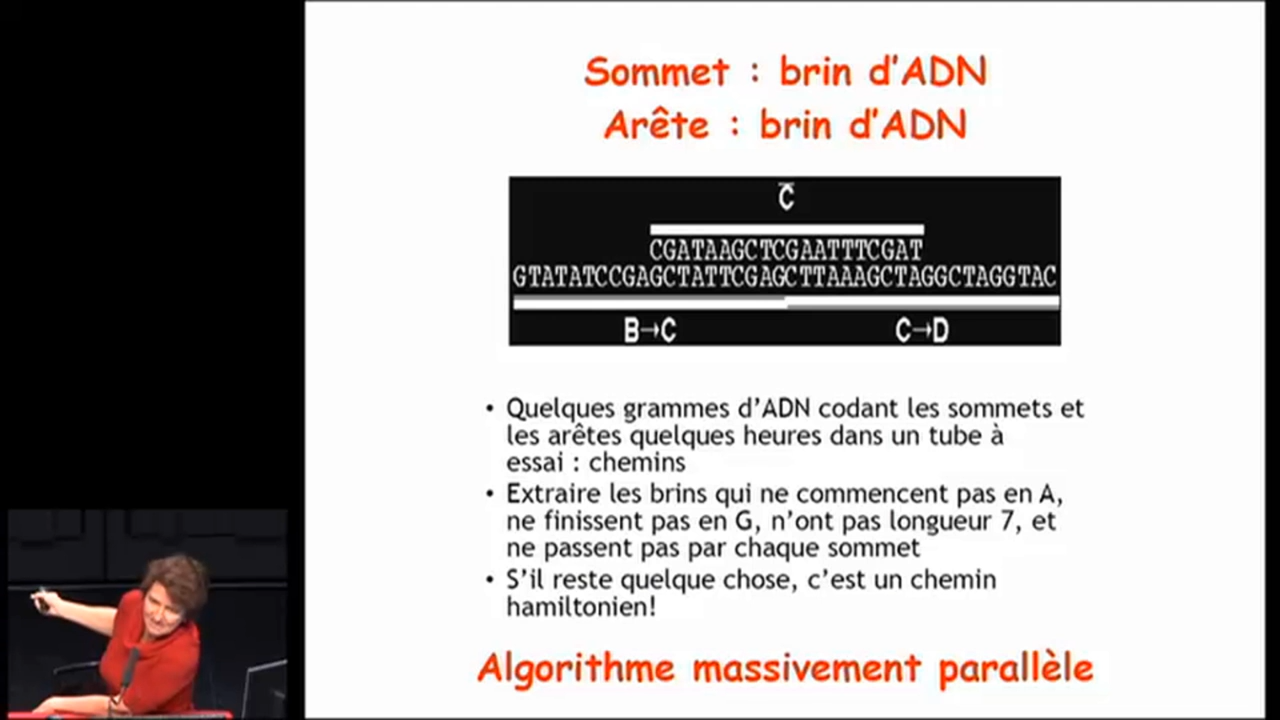 Sommet : brin d'ADN
Arête : brin d'ADN
C̅
CGATAAGCTCGAATTTCGAT
GTATATCCGAGCTATTCGAGCTTAAAGCTAGGCTAGGTAC
B→C C→D
• Quelques grammes d'ADN codant les sommets et
les arêtes quelques heures dans un tube à
essai : chemins
• Extraire les brins qui ne commencent pas en A,
ne finissent pas en G, n'ont pas longueur 7, et
ne passent pas par chaque sommet
• S'il reste quelque chose, c'est un chemin
hamiltonien!
Algorithme massivement parallèle